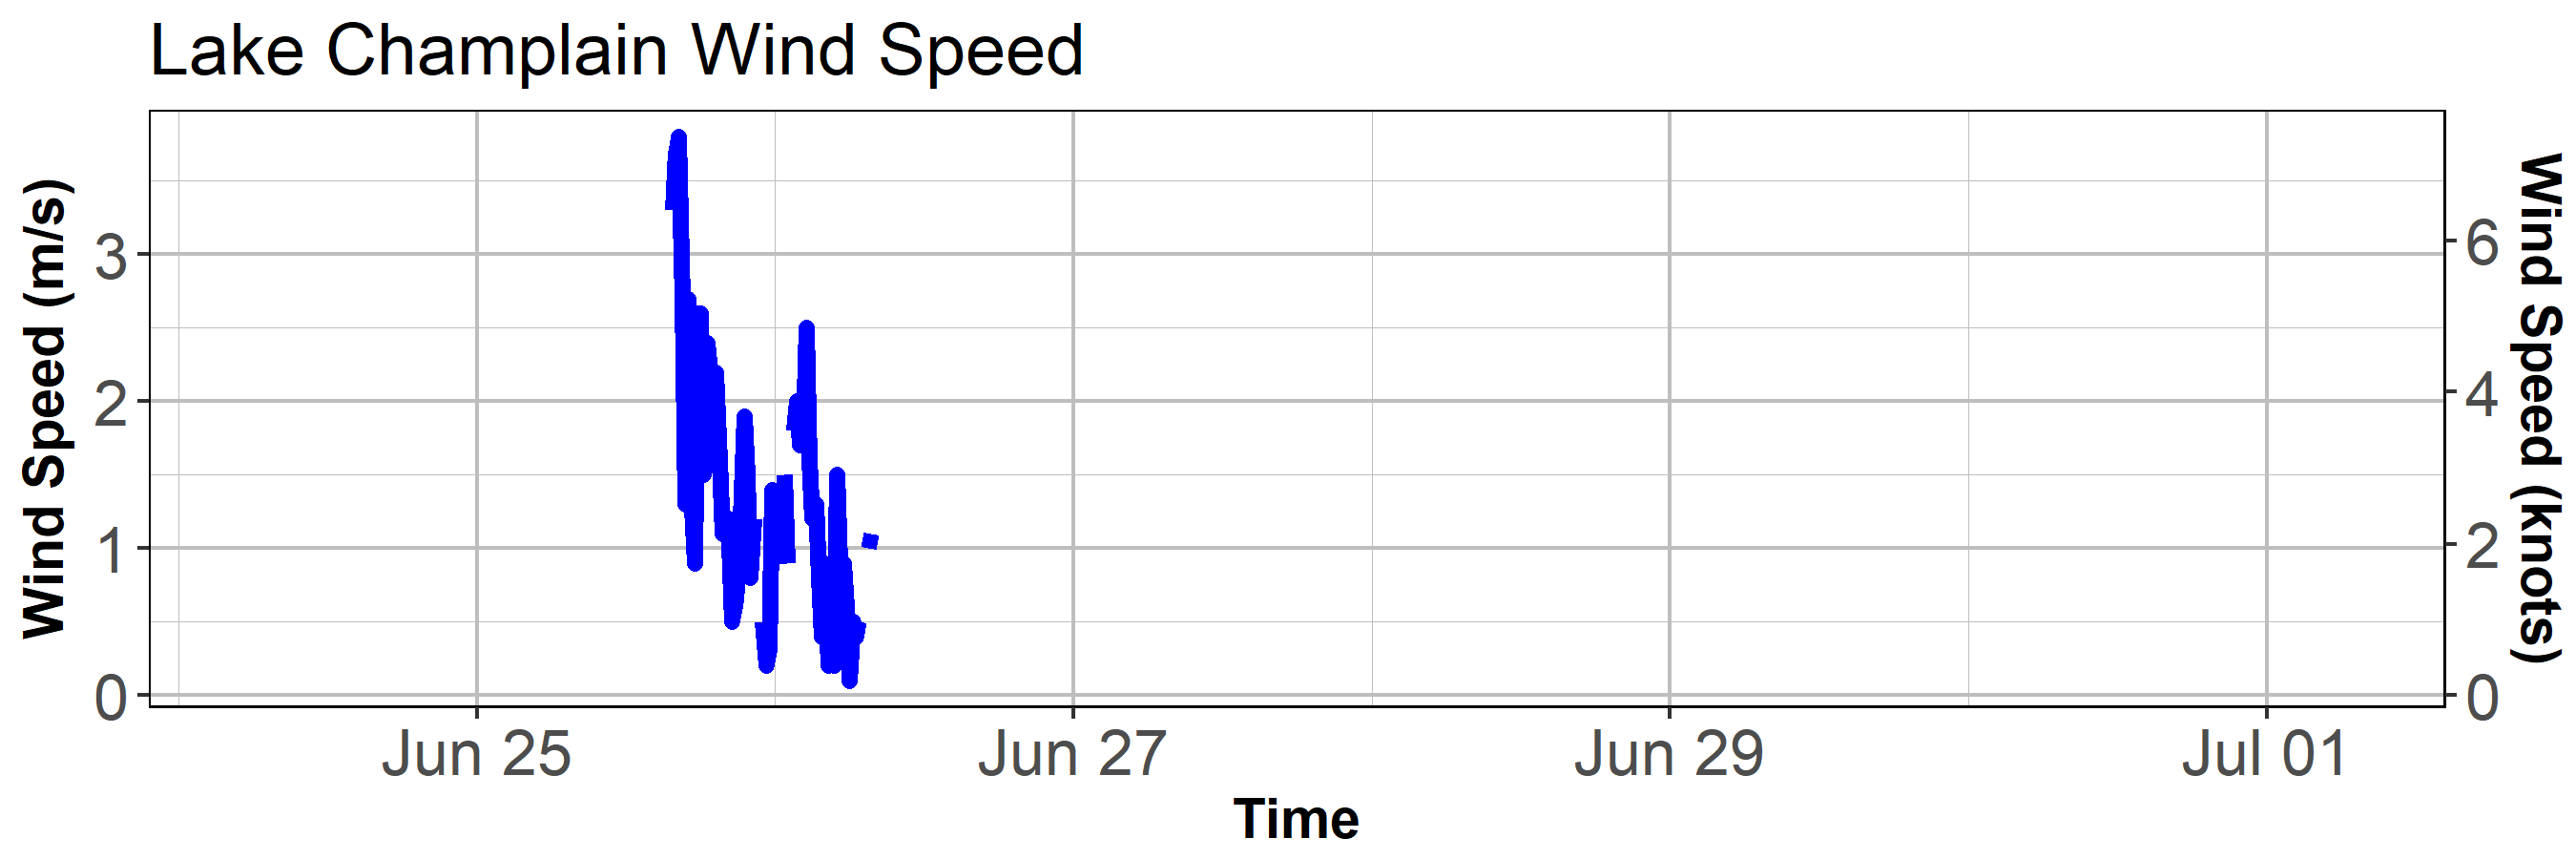 Lake Champlain Wind Speed
Wind Speed (m/s)
3
2
1
0
6
4
2
0
Wind Speed (knots)
Jun 25
Jun 27
Jun 29
Jul 01
Time